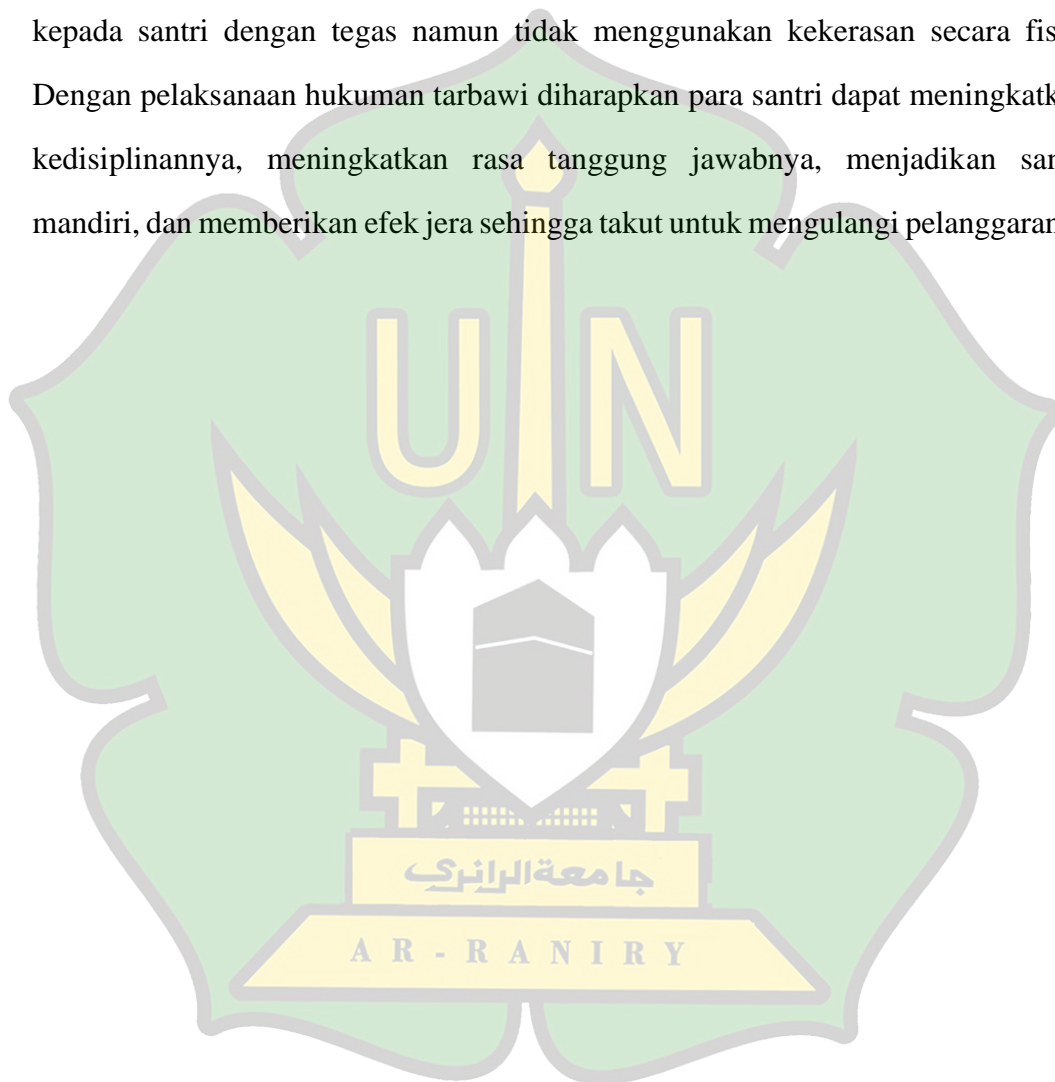 kepada santri dengan tegas namun tidak menggunakan kekerasan secara fis
Dengan pelaksanaan hukuman tarbawi diharapkan para santri dapat meningkatk
kedisiplinannya, meningkatkan rasa tanggung jawabnya, menjadikan san
mandiri, dan memberikan efek jera sehingga takut untuk mengulangi pelanggaran
UIN
جامعةالرانري
AR-RANIRY